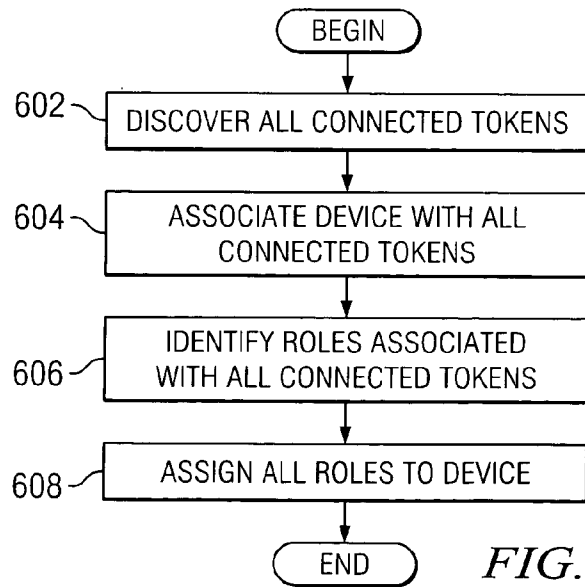 BEGIN
602
DISCOVER ALL CONNECTED TOKENS
604
ASSOCIATE DEVICE WITH ALL
CONNECTED TOKENS
606
IDENTIFY ROLES ASSOCIATED
WITH ALL CONNECTED TOKENS
608
ASSIGN ALL ROLES TO DEVICE
END
FIG.